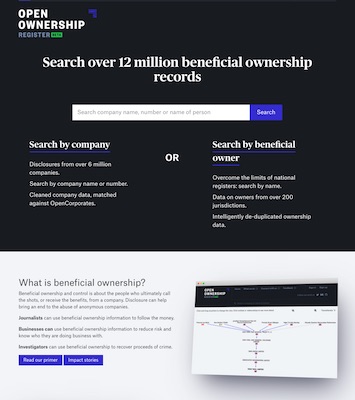 OPEN
OWNERSHIP
REGISTER BETA
Search over 12 million beneficial ownership
records
Search company name, number or name of person
Search
Search by company
Disclosures from over 6 million
companies.
Search by company name or number.
Cleaned company data, matched
against OpenCorporates.
OR
Search by beneficial
owner
Overcome the limits of national
registers: search by name.
Data on owners from over 200
jurisdictions.
Intelligently de-duplicated ownership
data.
What is beneficial ownership?
Beneficial ownership and control is about the people who ultimately call
the shots, or receive the benefits, from a company. Disclosure can help
bring an end to the abuse of anonymous companies.
Journalists can use beneficial ownership information to follow the money.
Businesses can use beneficial ownership information to reduce risk and
know who they are doing business with.
Investigators can use beneficial ownership to recover proceeds of crime.
Read our primer
Impact stories
OPEN
OWNERSHIP